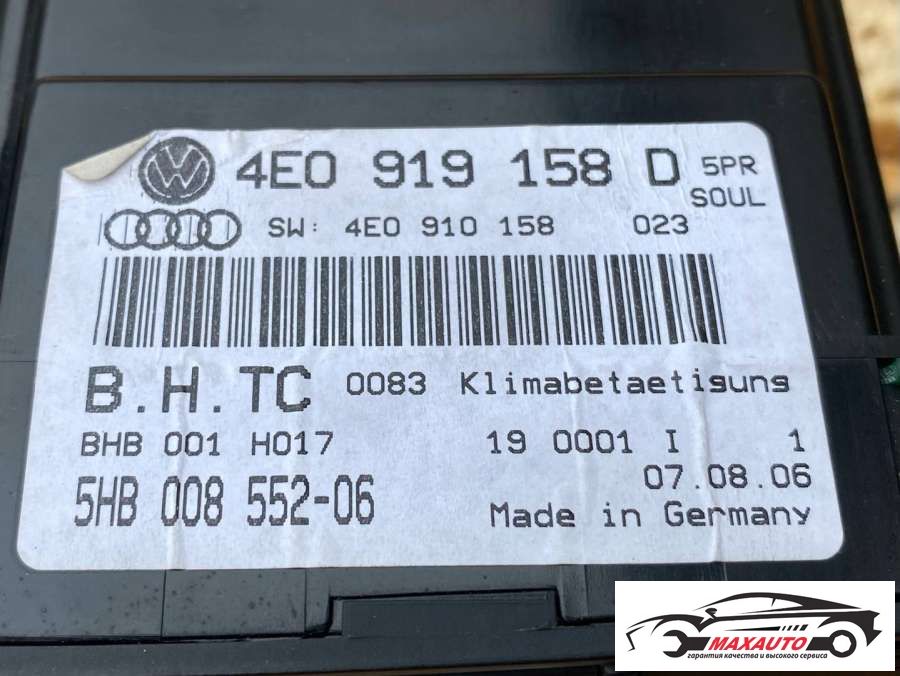 4E0 919 158 D 5PR
SOUL
SW: 4E0 910 158 023
B.H.TC 0083 Klimabetaetigung
BHB 001 H017 19 0001 I 1
07.08.06
5HB 008 552-06 Made in Germany
MAXAUTO
гарантия качества и высокого сервиса